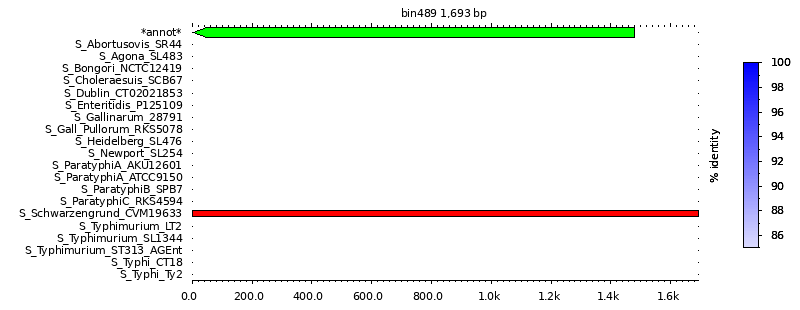 bin489 1,693 bp
*annot*
S_Abortusovis_SR44
S_Agona_SL483
S_Bongori_NCTC12419
S_Choleraesuis_SCB67
S_Dublin_CT02021853
S_Enteritidis_P125109
S_Gallinarum_28791
S_Gall_Pullorum_RKS5078
S_Heidelberg_SL476
S_Newport_SL254
S_ParatyphiA_AKU12601
S_ParatyphiA_ATCC9150
S_ParatyphiB_SPB7
S_ParatyphiC_RKS4594
S_Schwarzengrund_CVM19633
S_Typhimurium_LT2
S_Typhimurium_SL1344
S_Typhimurium_ST313_AGEnt
S_Typhi_CT18
S_Typhi_Ty2
0.0 200.0 400.0 600.0 800.0 1.0k 1.2k 1.4k 1.6k
% identity
100
98
96
94
92
90
88
86